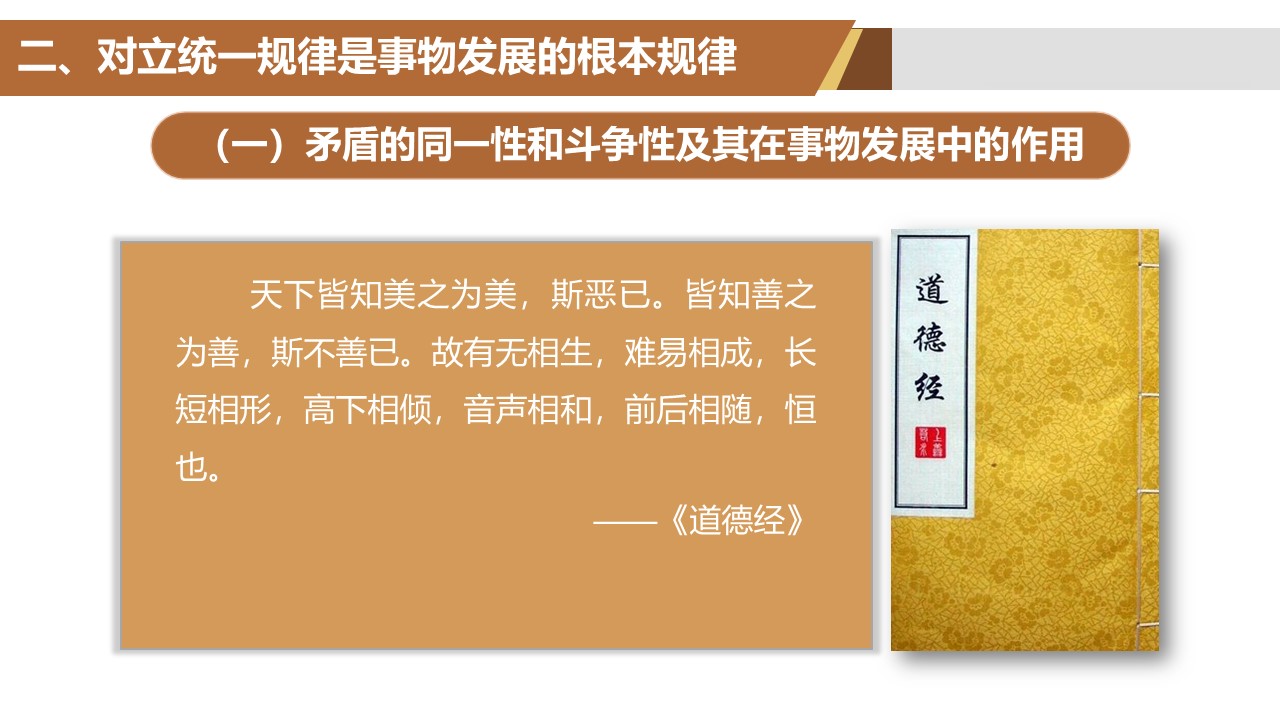 二、对立统一规律是事物发展的根本规律
（一）矛盾的同一性和斗争性及其在事物发展中的作用
天下皆知美之为美，斯恶已。皆知善之
为善，斯不善已。故有无相生，难易相成，长
短相形，高下相倾，音声相和，前后相随，恒
也。
——《道德经》
道
德
经